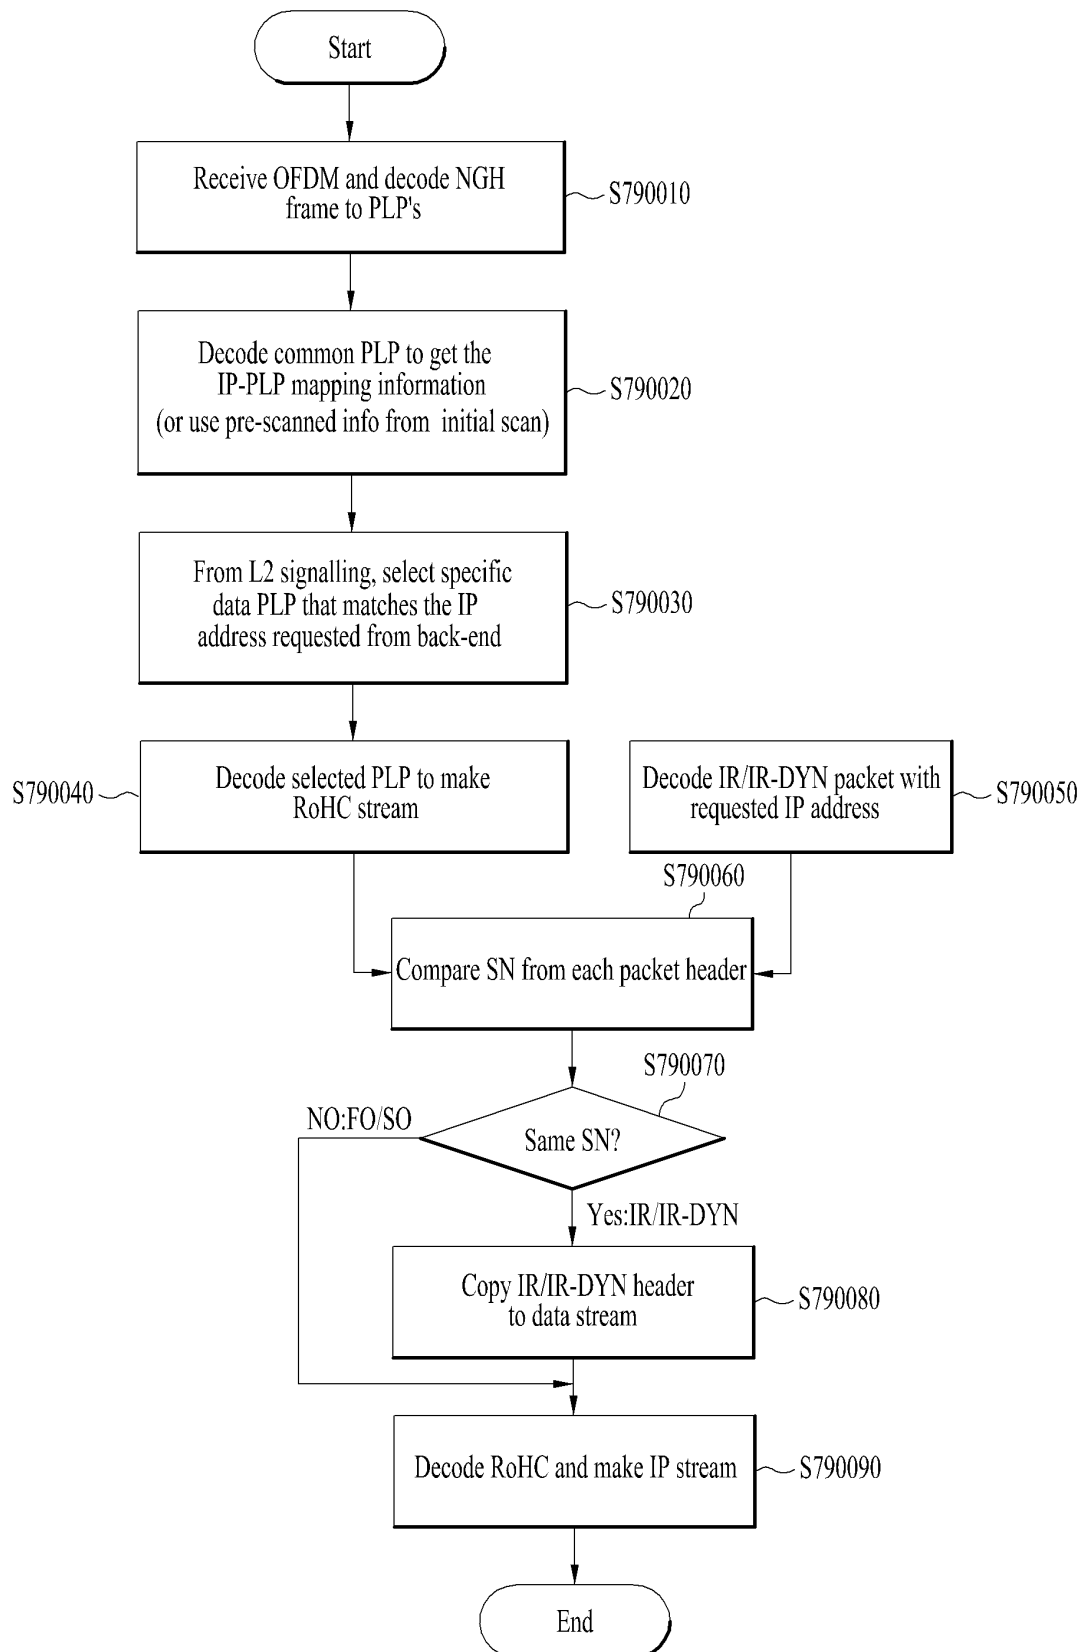 Start
Receive OFDM and decode NGH
frame to PLP's
S790010
Decode common PLP to get the
IP-PLP mapping information
(or use pre-scanned info from initial scan)
S790020
From L2 signalling, select specific
data PLP that matches the IP
address requested from back-end
S790030
S790040
Decode selected PLP to make
RoHC stream
Decode IR/IR-DYN packet with
requested IP address
S790050
S790060
Compare SN from each packet header
S790070
NO:FO/SO
Same SN?
Yes:IR/IR-DYN
Copy IR/IR-DYN header
to data stream
S790080
Decode RoHC and make IP stream
S790090
End